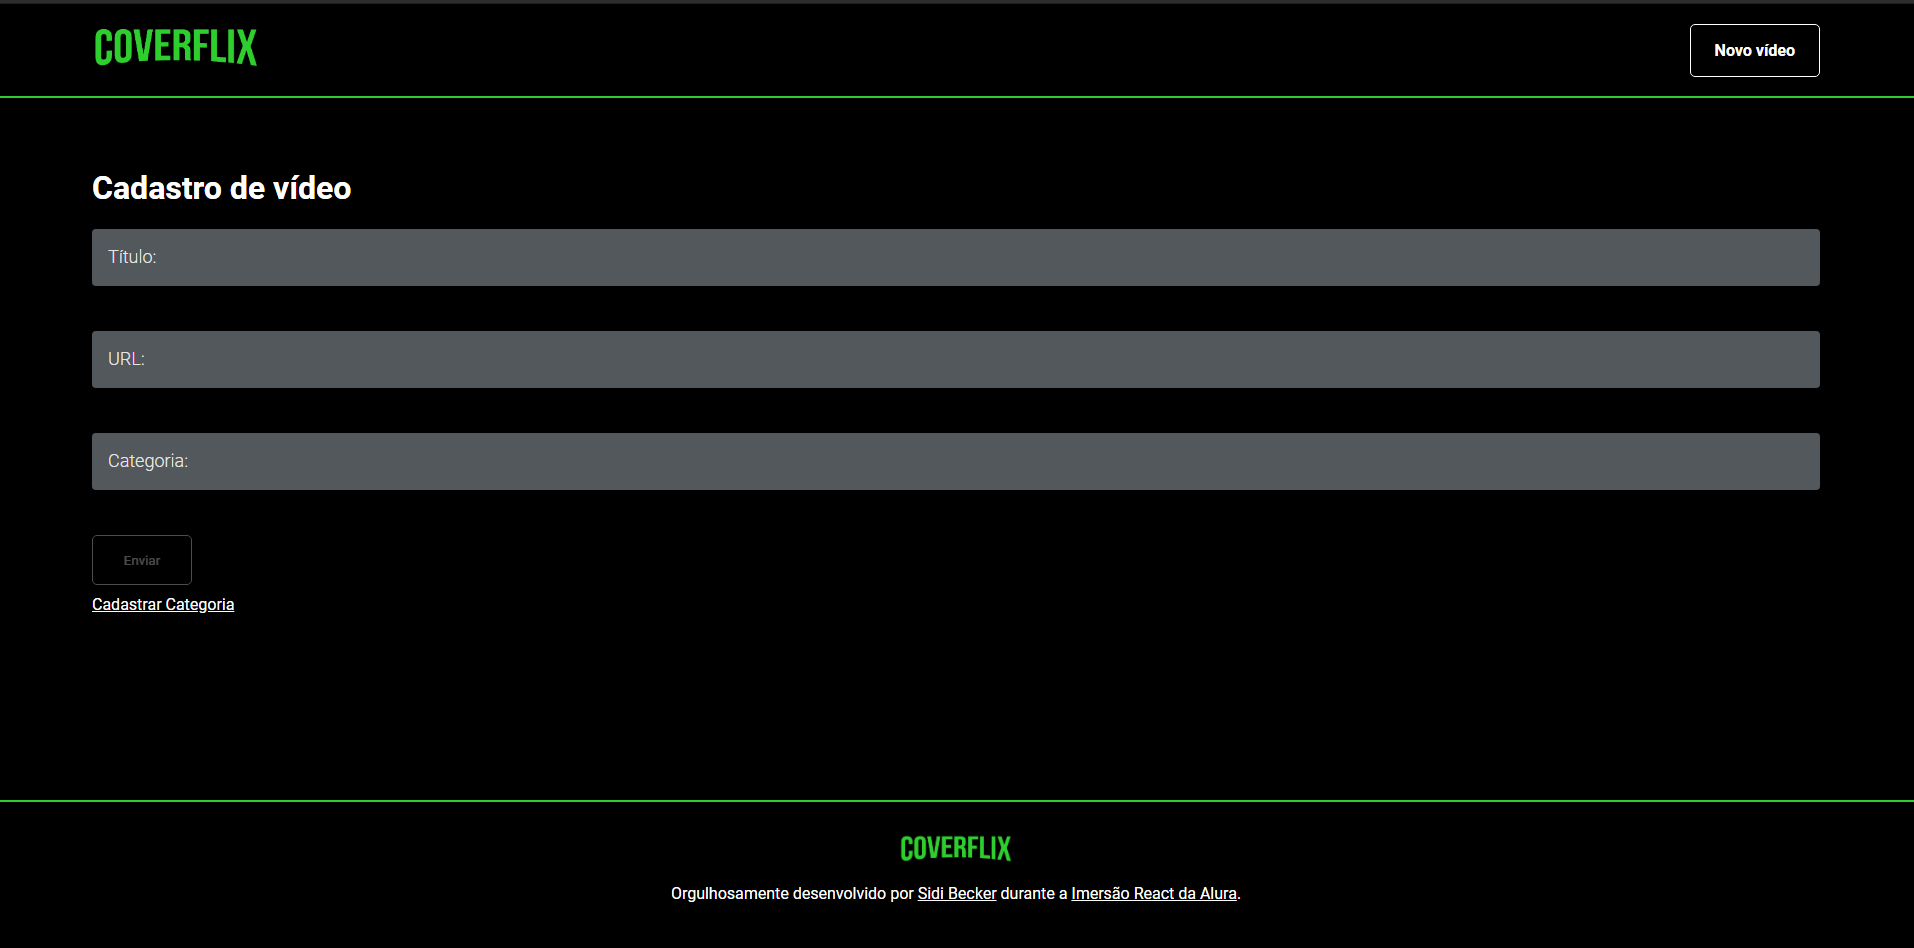 COVERFLIX
Novo vídeo
Cadastro de vídeo
Título:
URL:
Categoria:
Enviar
Cadastrar Categoria
COVERFLIX
Orgulhosamente desenvolvido por Sidi Becker durante a Imersão React da Alura.